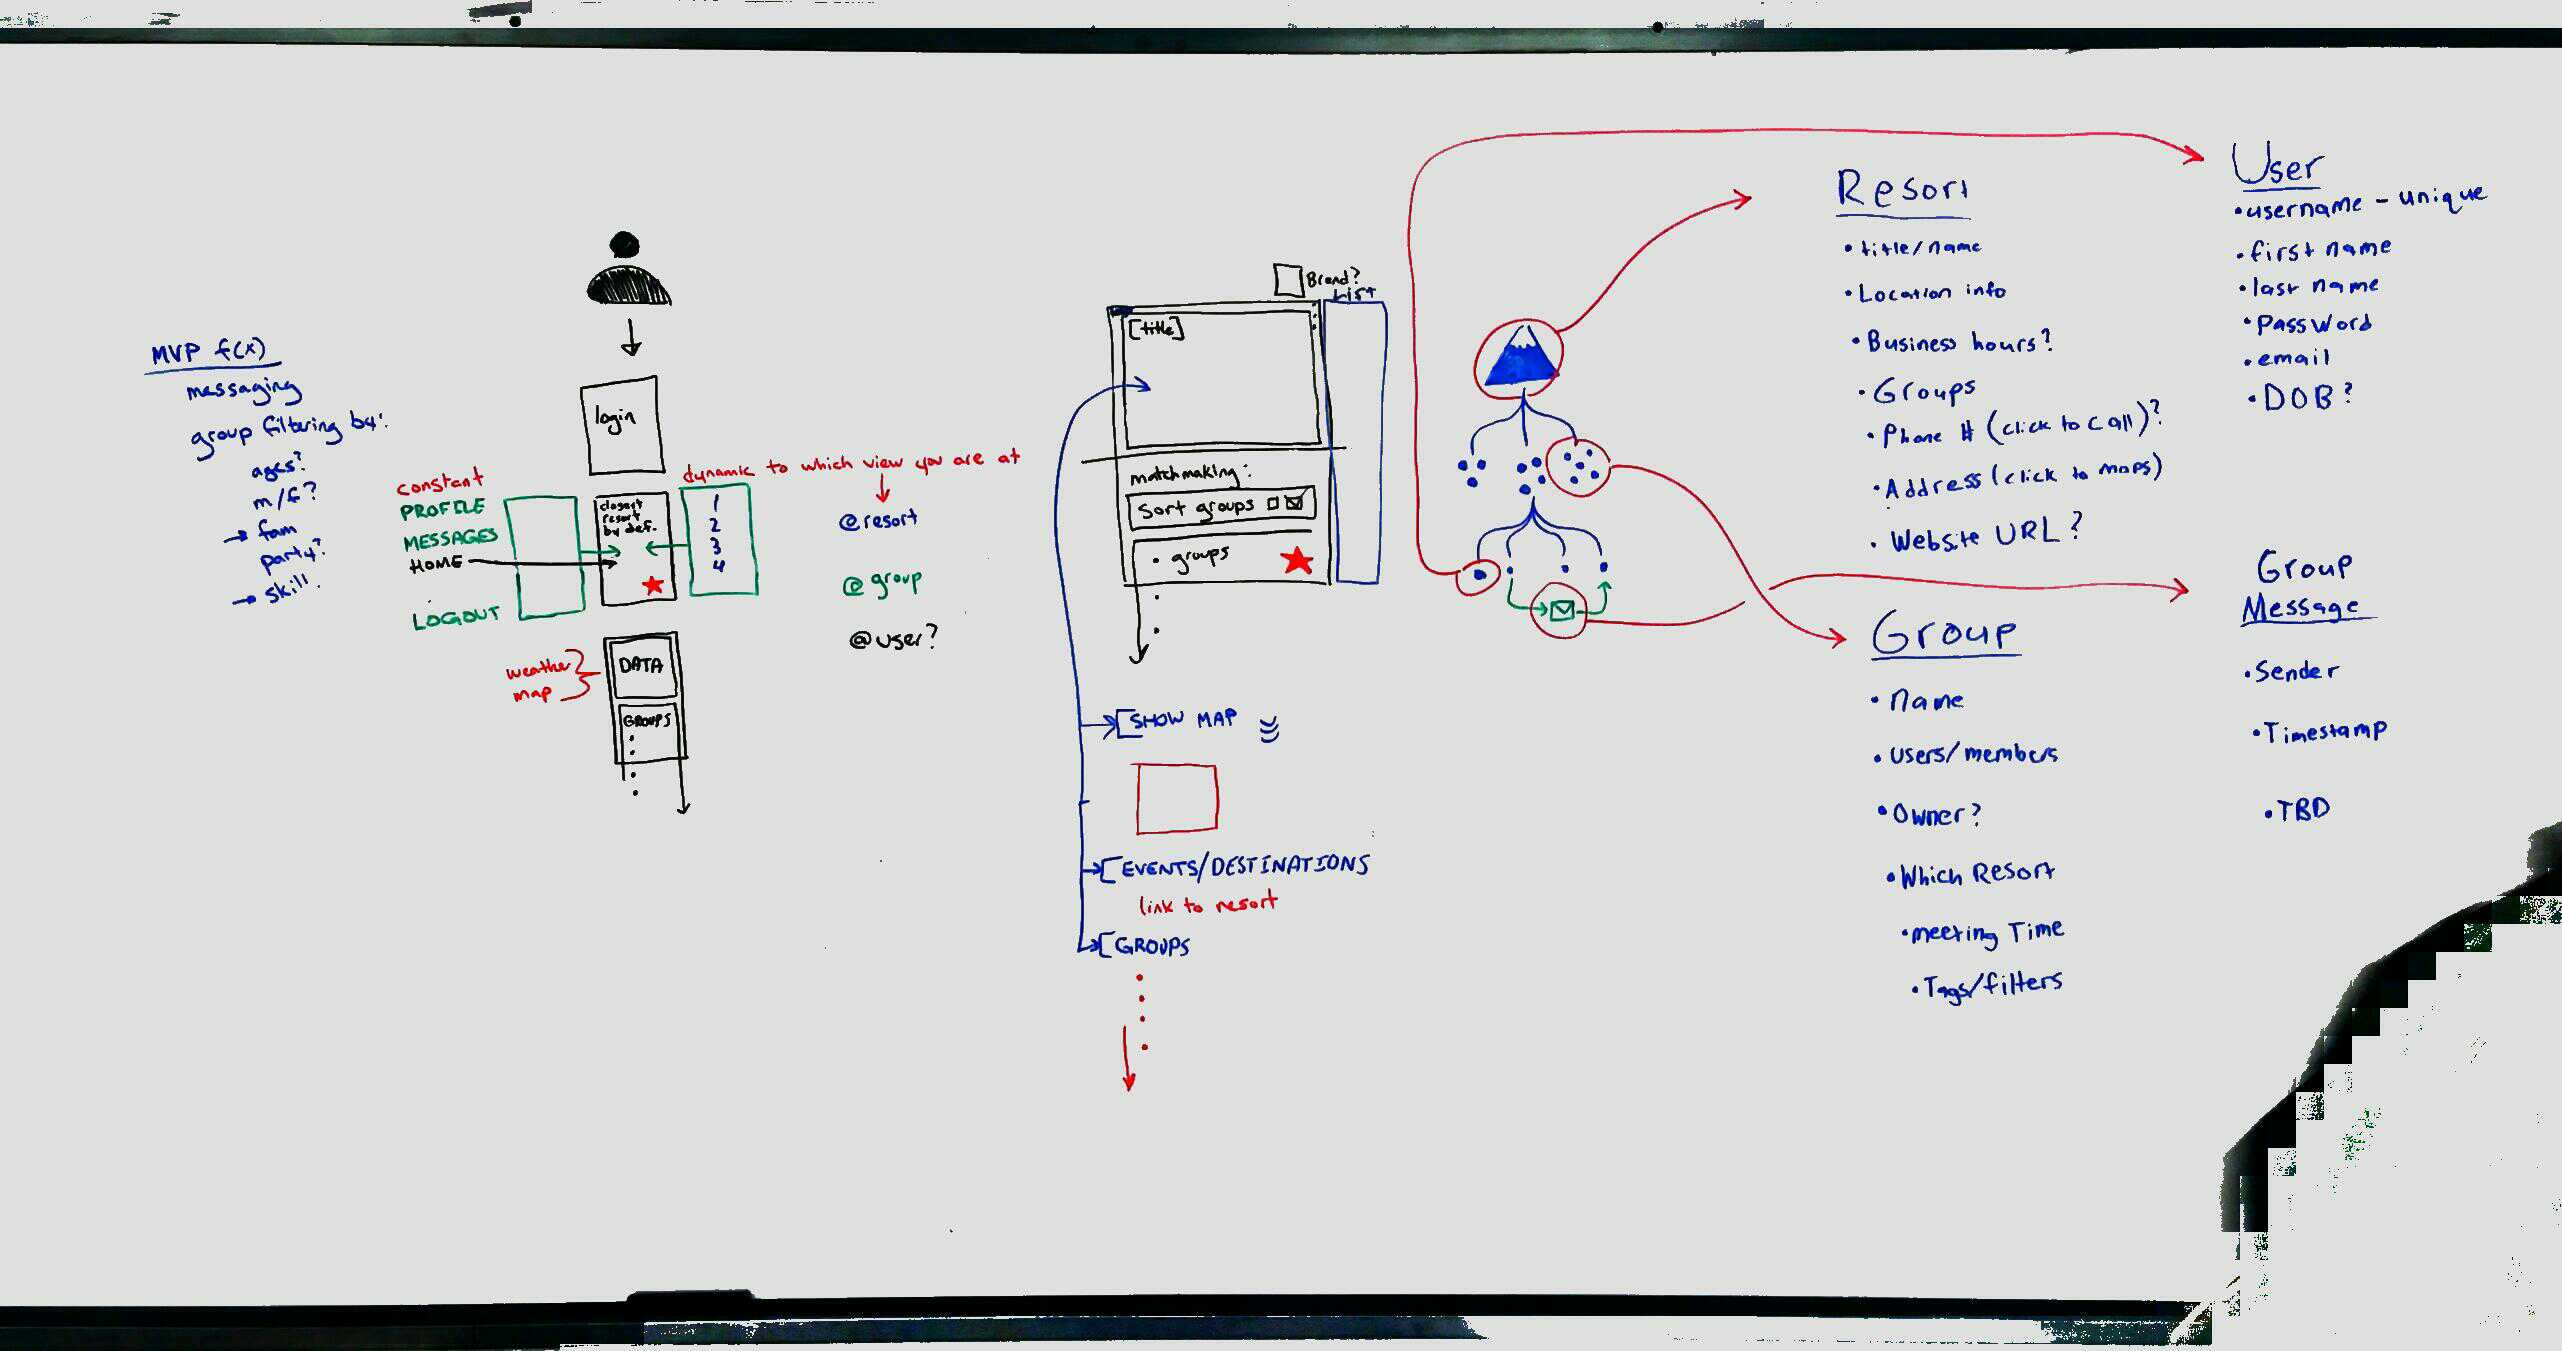 MVP f(x)
messaging
group filtering by:
ages?
m/f?
→ fam
party?
→ skill.
login
constant
PROFILE
MESSAGES
HOME
LOGOUT
closest
resort
by def.
1
2
3
4
dynamic to which view you are at
@resort
@group
@user?
weather
map
DATA
GROUPS
Brand?
List
[title]
matchmaking:
Sort groups
• groups
[SHOW MAP
[EVENTS/DESTINATIONS
link to resort
[GROUPS
Resort
• title/name
• Location info
• Business hours?
• Groups
• Phone # (click to call)?
• Address (click to maps)
• Website URL?
User
• username - unique
• first name
• last name
• PassWord
• email
• DOB?
Group
• Name
• Users/members
• Owner?
• Which Resort
• meeting Time
• Tags/filters
Group
Message
• Sender
• Timestamp
• TBD